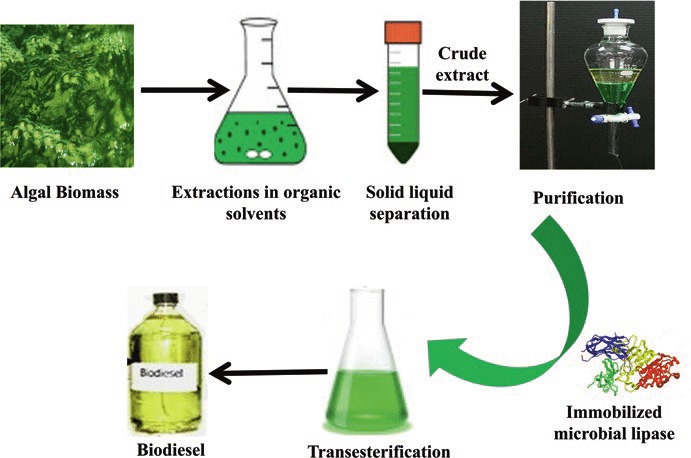 Crude
extract
Algal Biomass
Extractions in organic
solvents
Solid liquid
separation
Purification
Immobilized
microbial lipase
Biodiesel
Biodiesel
Transesterification